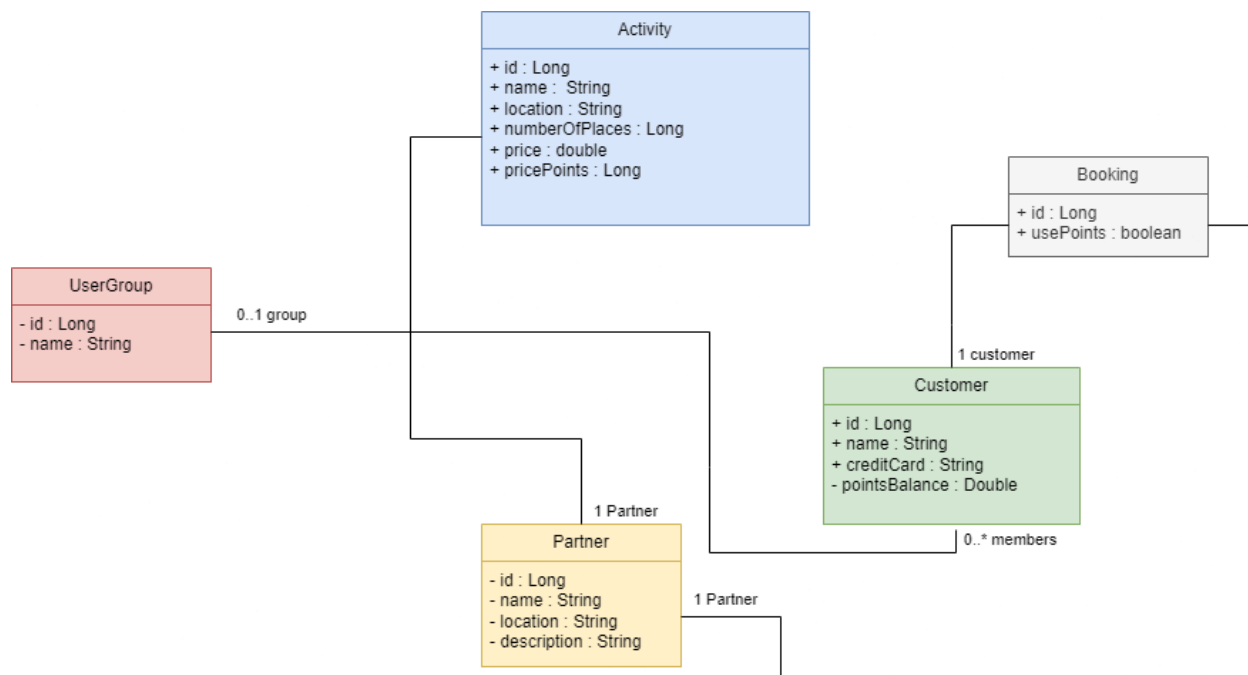 Activity
+ id : Long
+ name :  String
+ location : String
+ numberOfPlaces : Long
+ price : double
+ pricePoints : Long
Booking
+ id : Long
+ usePoints : boolean
UserGroup
- id : Long
- name : String
0..1 group
1 customer
Customer
+ id : Long
+ name : String
+ creditCard : String
- pointsBalance : Double
0..* members
1 Partner
Partner
- id : Long
- name : String
- location : String
- description : String
1 Partner